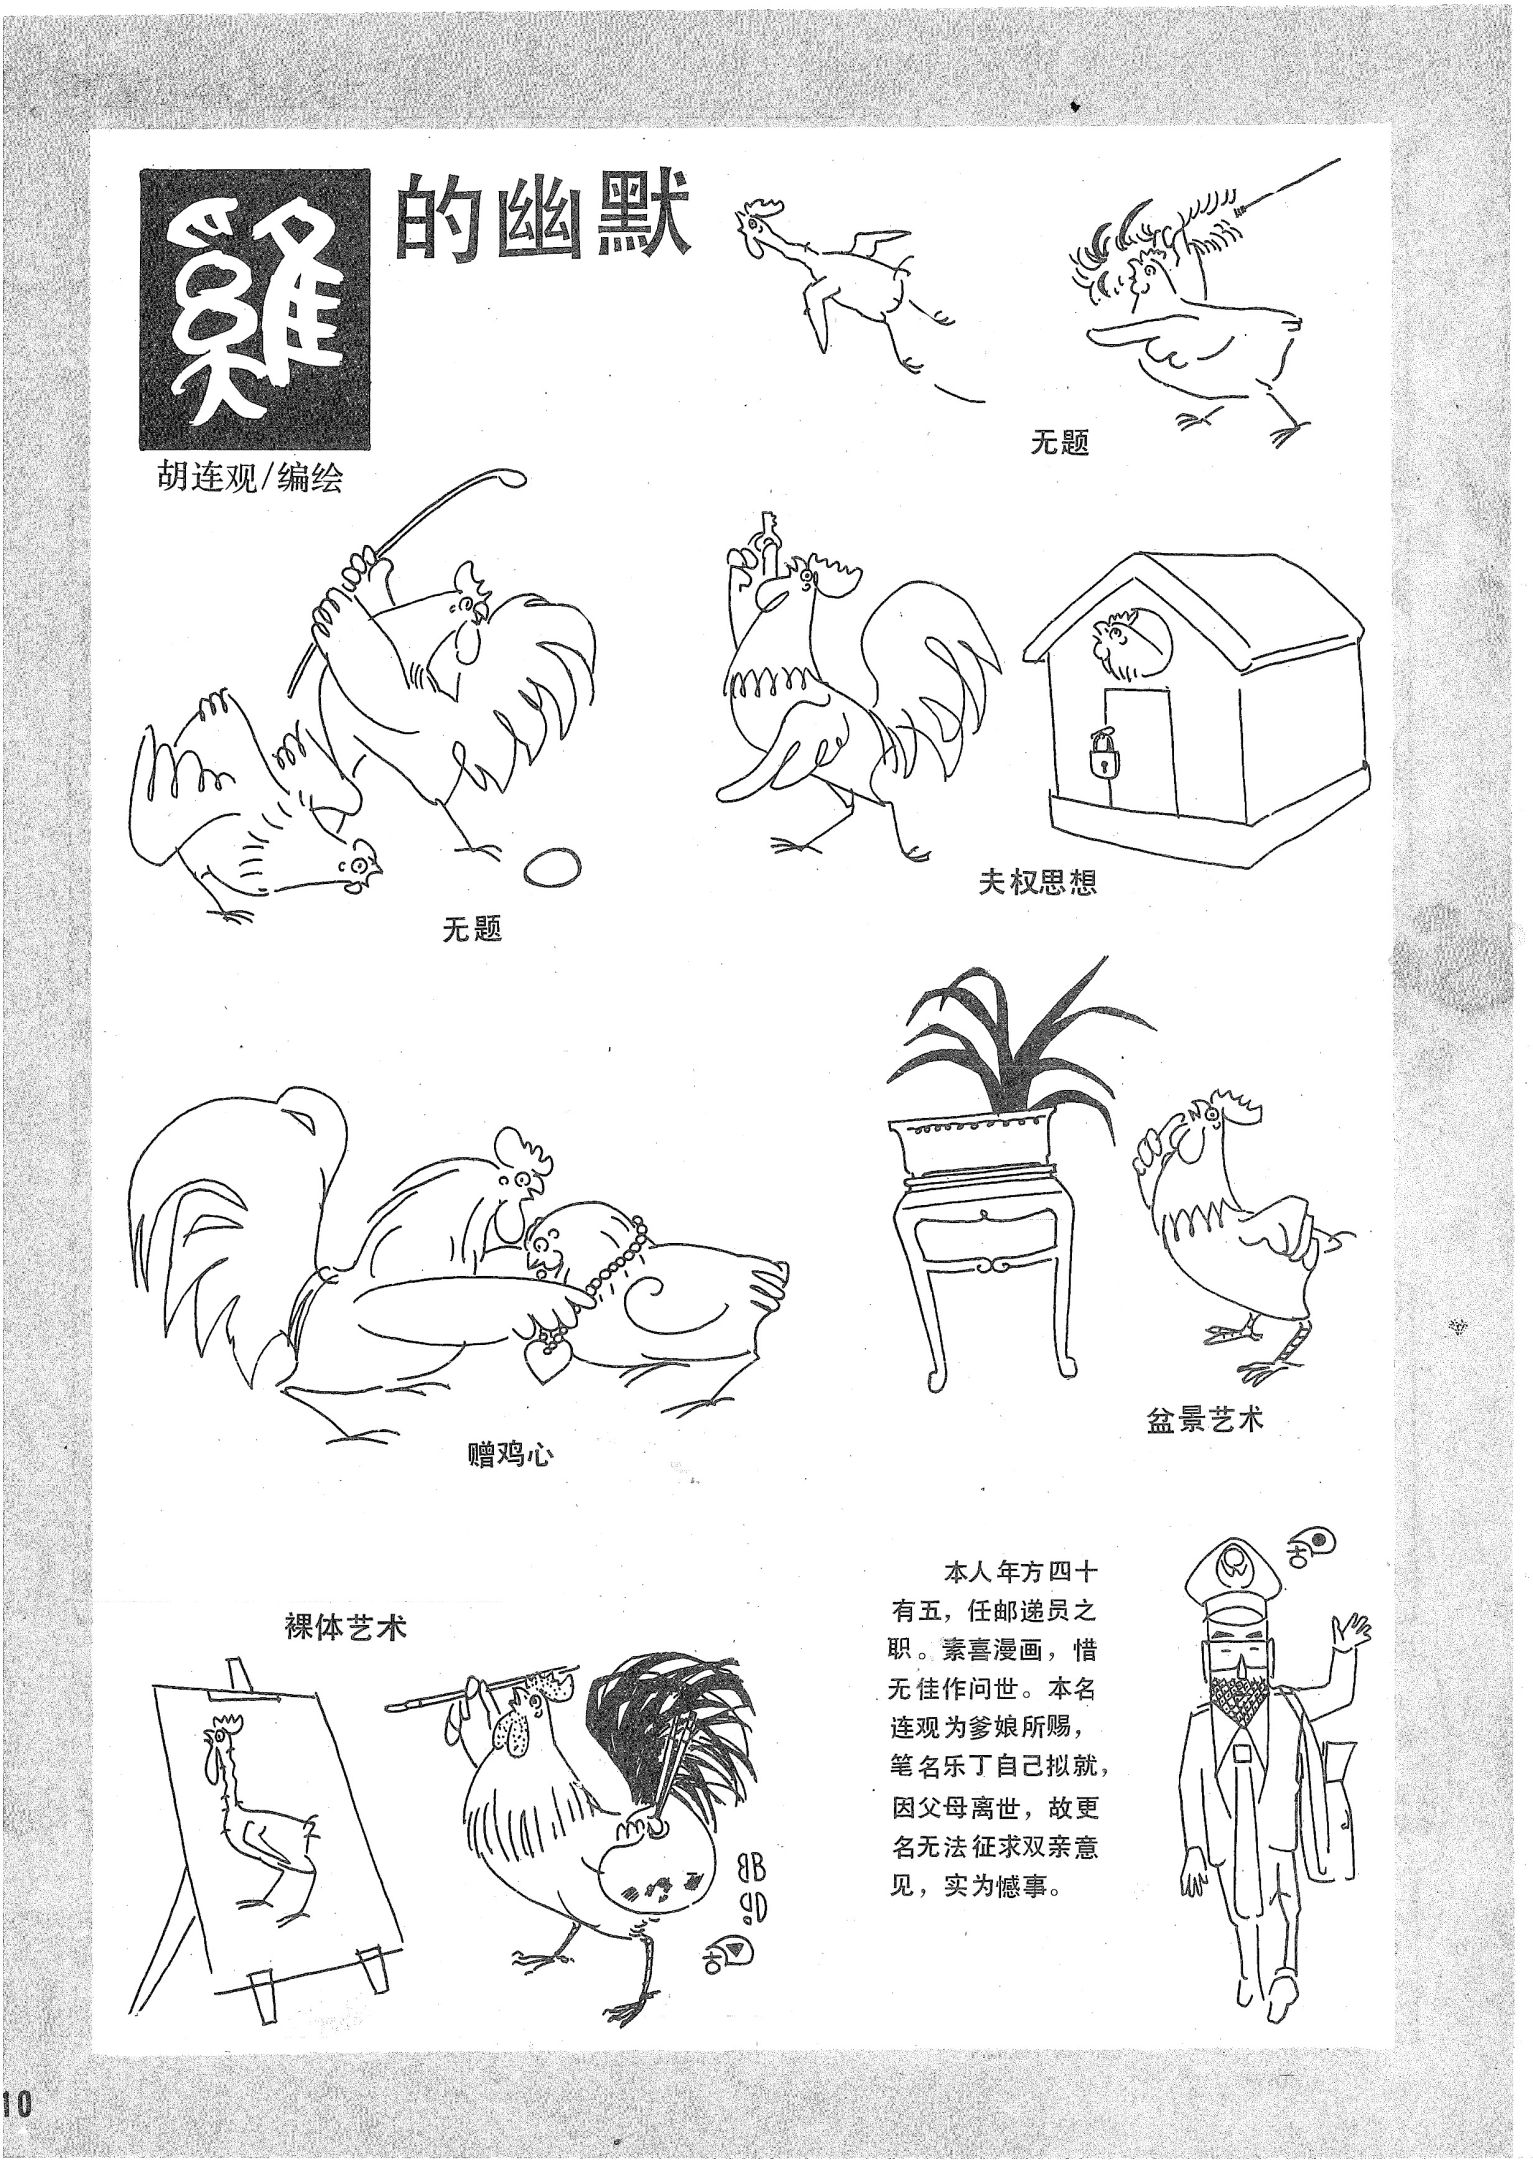 雞的幽默
胡连观/编绘
无题
无题
夫权思想
赠鸡心
盆景艺术
裸体艺术
本人年方四十
有五，任邮递员之
职。素喜漫画，惜
无佳作问世。本名
连观为爹娘所赐，
笔名乐丁自己拟就，
因父母离世，故更
名无法征求双亲意
见，实为憾事。
10